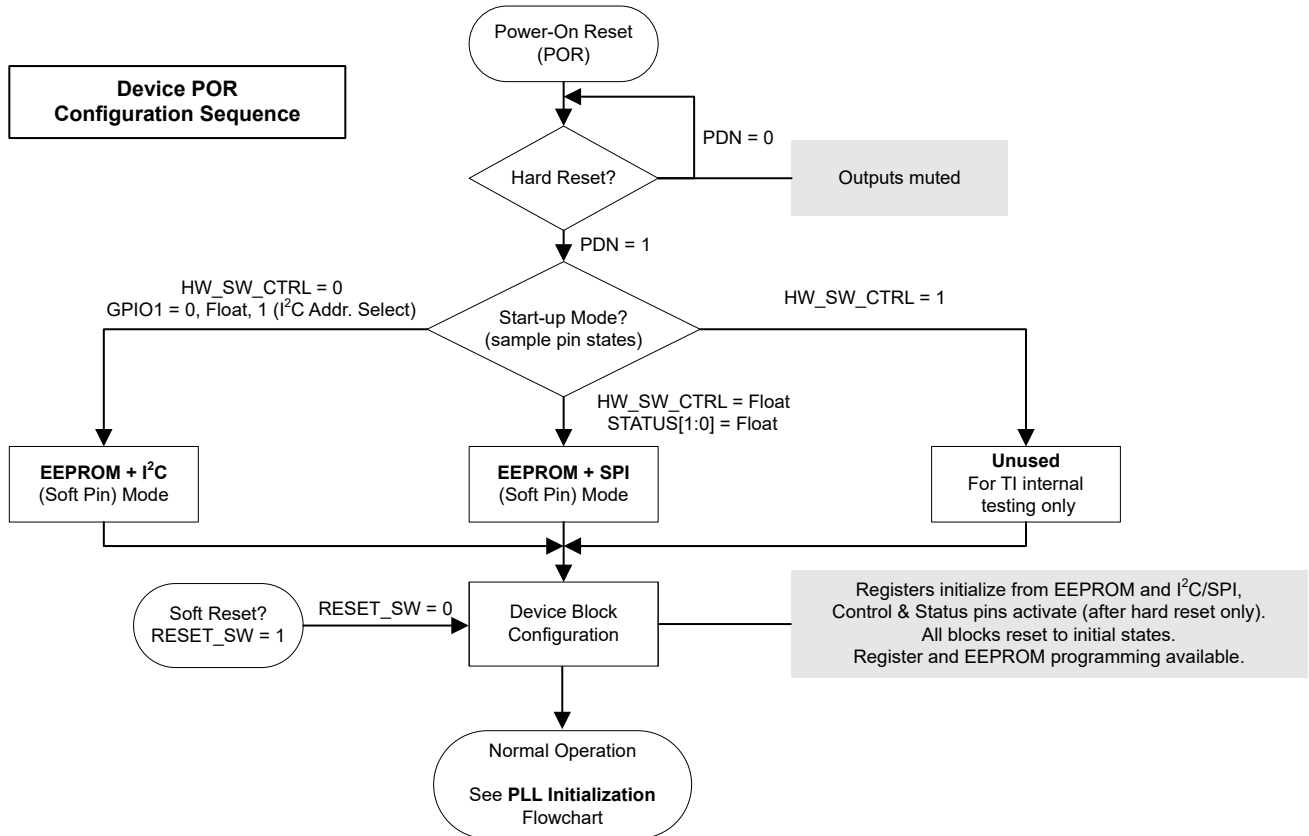 Power-On Reset
(POR)
Device POR
Configuration Sequence
PDN = 0
Hard Reset?
Outputs muted
PDN = 1
HW_SW_CTRL = 0
GPIO1 = 0, Float, 1 (I²C Addr. Select)
HW_SW_CTRL = 1
Start-up Mode?
(sample pin states)
HW_SW_CTRL = Float
STATUS[1:0] = Float
EEPROM + I²C
(Soft Pin) Mode
EEPROM + SPI
(Soft Pin) Mode
Unused
For TI internal
testing only
Soft Reset?
RESET_SW = 1
RESET_SW = 0
Device Block
Configuration
Registers initialize from EEPROM and I²C/SPI,
Control & Status pins activate (after hard reset only).
All blocks reset to initial states.
Register and EEPROM programming available.
Normal Operation
See PLL Initialization
Flowchart